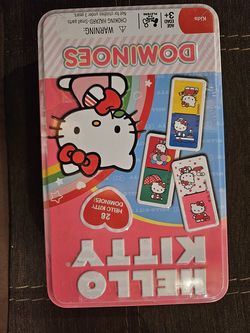 HELLO
KITTY
28
HELLO KITTY
DOMINOES
DOMINOES
WARNING:
CHOKING HAZARD-Small parts
Not for children under 3 years
3+
Kids